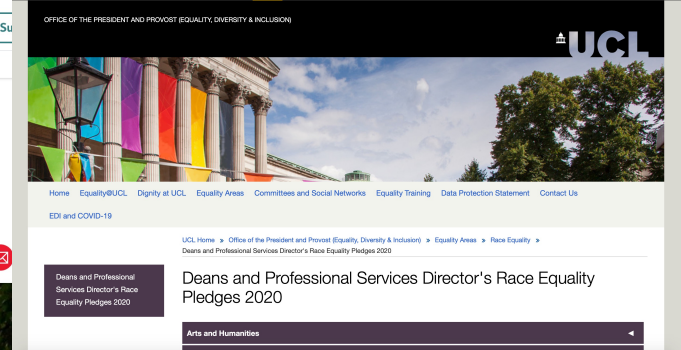 Su
OFFICE OF THE PRESIDENT AND PROVOST (EQUALITY, DIVERSITY & INCLUSION)
UCL
Home Equality@UCL Dignity at UCL Equality Areas Committees and Social Networks Equality Training Data Protection Statement Contact Us
EDI and COVID-19
UCL Home » Office of the President and Provost (Equality, Diversity & Inclusion) » Equality Areas » Race Equality »
Deans and Professional Services Director's Race Equality Pledges 2020
Deans and Professional
Services Director's Race
Equality Pledges 2020
Deans and Professional Services Director's Race Equality
Pledges 2020
Arts and Humanities